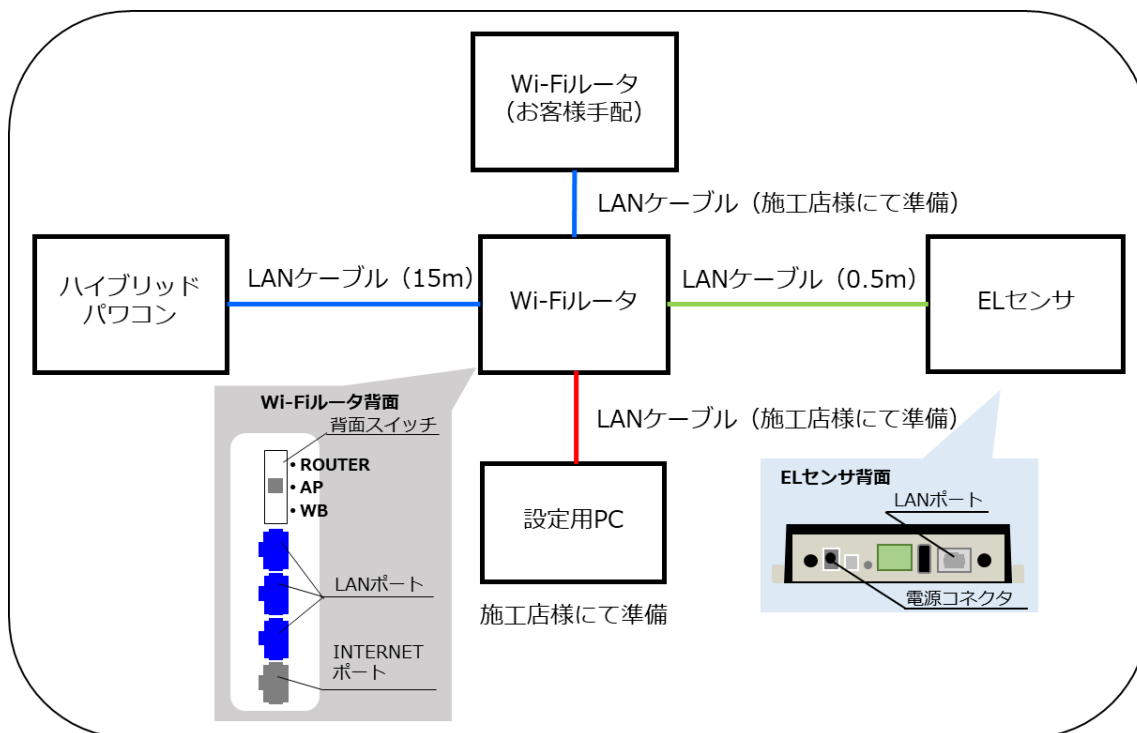 Wi-Fiルータ
（お客様手配）
LANケーブル（施工店様にて準備）
ハイブリッド
パワコン
LANケーブル（15m）
Wi-Fiルータ
LANケーブル（0.5m）
ELセンサ
LANケーブル（施工店様にて準備）
設定用PC
施工店様にて準備
Wi-Fiルータ背面
背面スイッチ
• ROUTER
• AP
• WB
LANポート
INTERNET
ポート
ELセンサ背面
LANポート
電源コネクタ